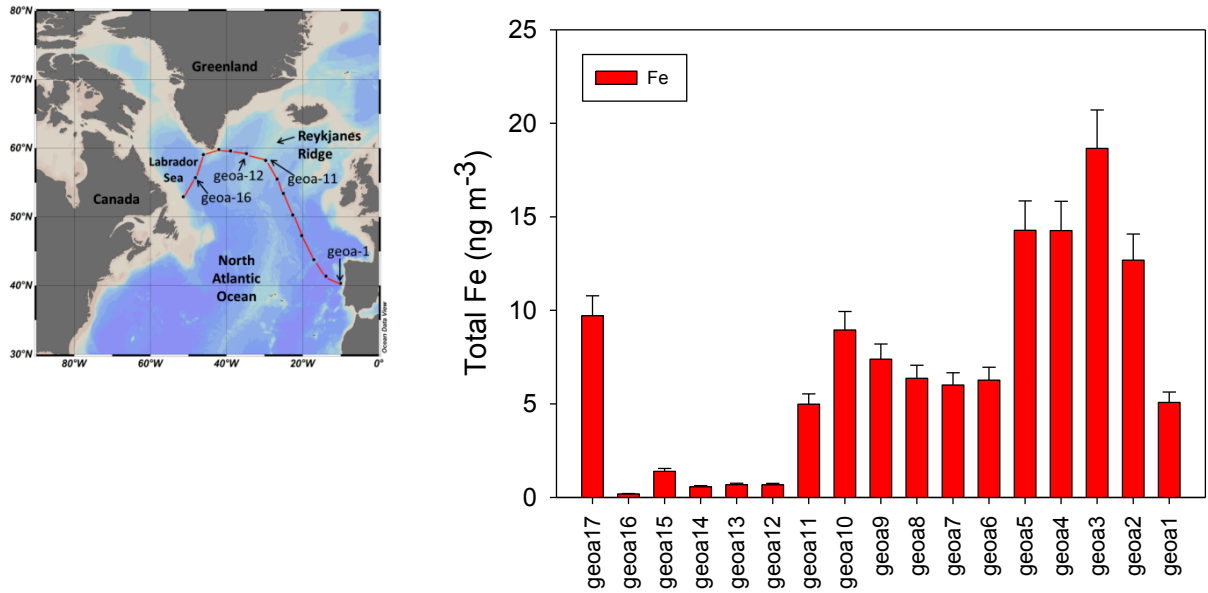 80°N
70°N
60°N
50°N
40°N
30°N
80°W
60°W
40°W
20°W
0°
Greenland
Reykjanes
Ridge
Labrador
Sea
geoa-12
geoa-11
geoa-16
Canada
geoa-1
North
Atlantic
Ocean
Ocean Data View
Total Fe (ng m-3)
25
20
15
10
5
0
Fe
geoa17
geoa16
geoa15
geoa14
geoa13
geoa12
geoa11
geoa10
geoa9
geoa8
geoa7
geoa6
geoa5
geoa4
geoa3
geoa2
geoa1